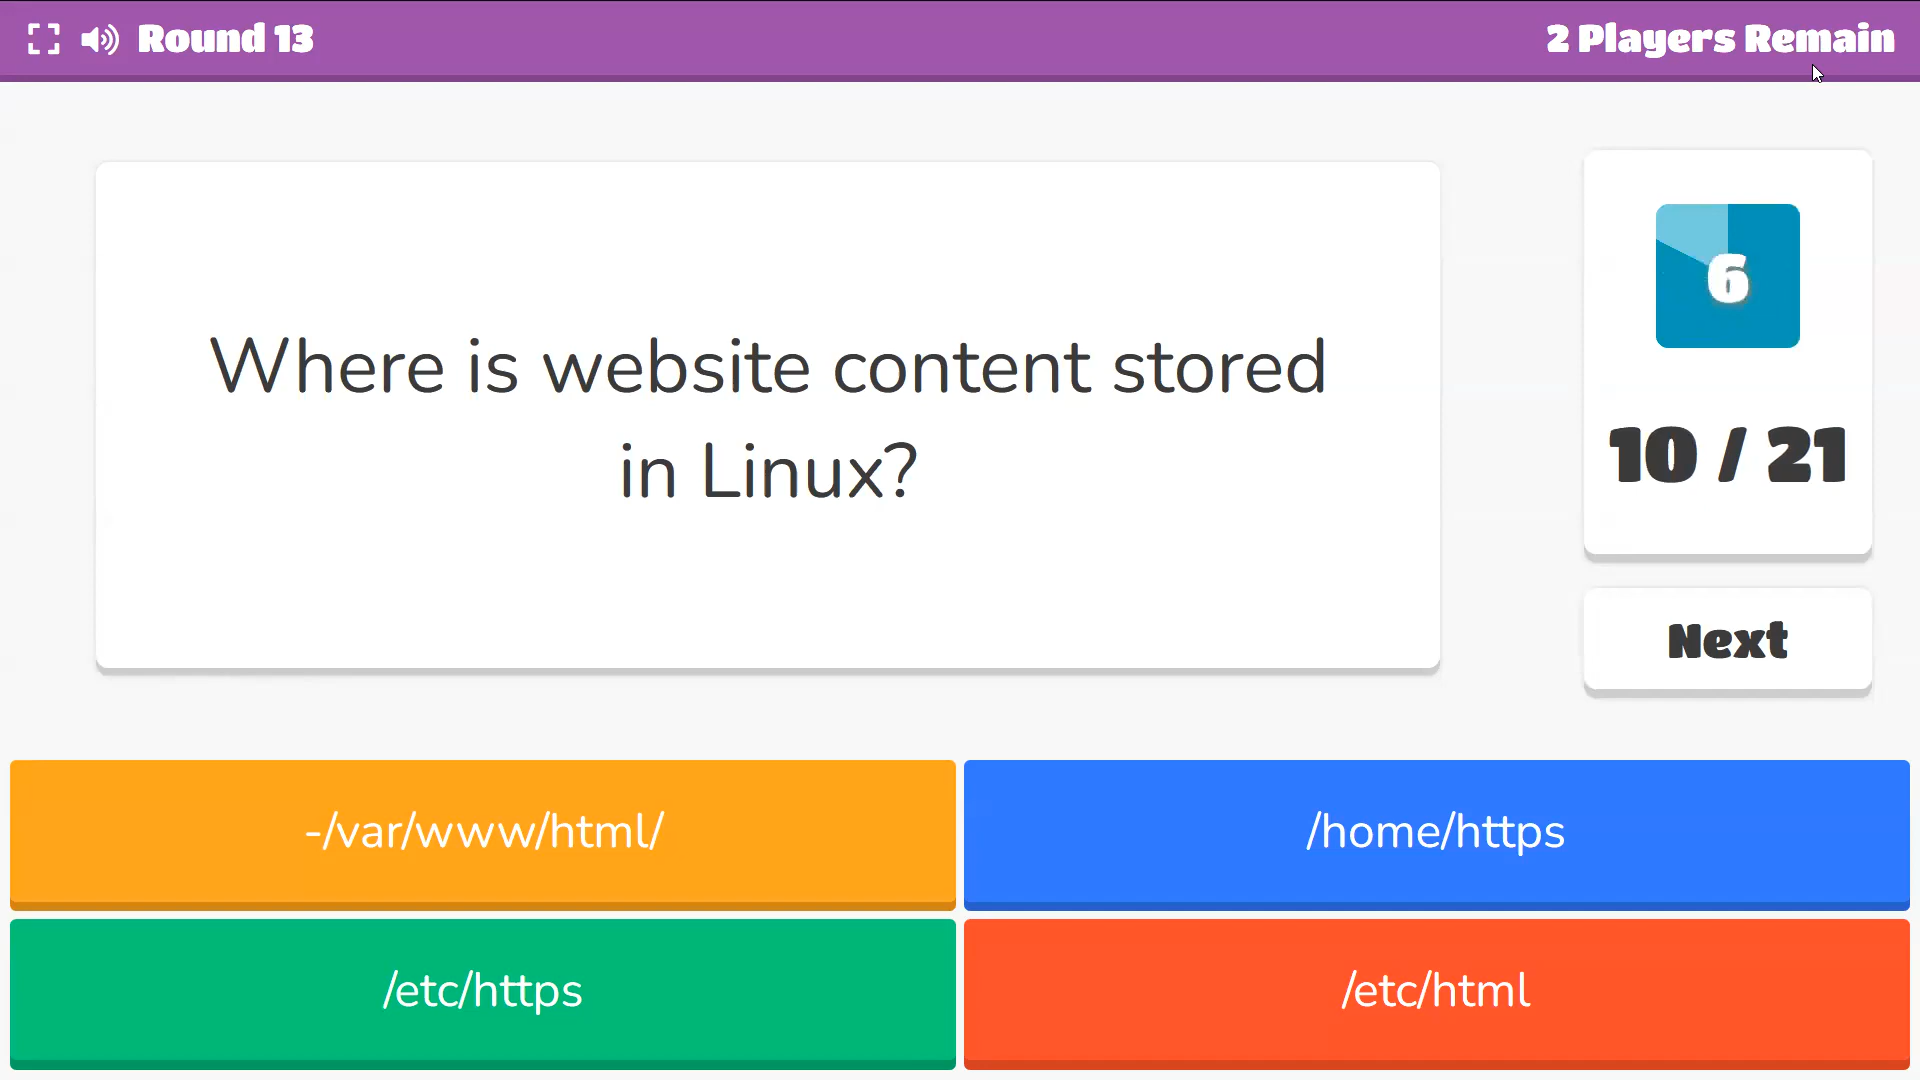 Round 13
2 Players Remain
Where is website content stored
in Linux?
6
10 / 21
Next
-/var/www/html/
/home/https
/etc/https
/etc/html